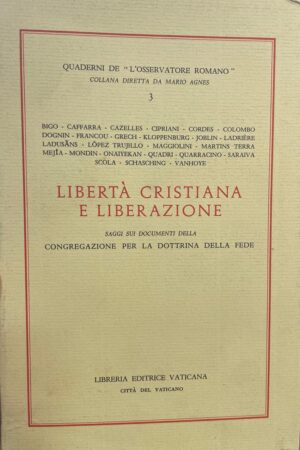 QUADERNI DE "L'OSSERVATORE ROMANO"
COLLANA DIRETTA DA MARIO AGNES
3
BIGO - CAFFARRA - CAZELLES - CIPRIANI - CORDES - COLOMBO
DOGNIN - FRANCOU - GRECH - KLOPPENBURG - JOBLIN - LADRIÈRE
LADUSÃNS - LÓPEZ TRUJILLO - MAGGIOLINI - MARTINS TERRA
MEJÍA - MONDIN - ONAIYEKAN - QUADRI - QUARRACINO - SARAIVA
SCOLA - SCHASCHING - VANHOYE
LIBERTÀ CRISTIANA
E LIBERAZIONE
SAGGI SUI DOCUMENTI DELLA
CONGREGAZIONE PER LA DOTTRINA DELLA FEDE
LIBRERIA EDITRICE VATICANA
CITTÀ DEL VATICANO